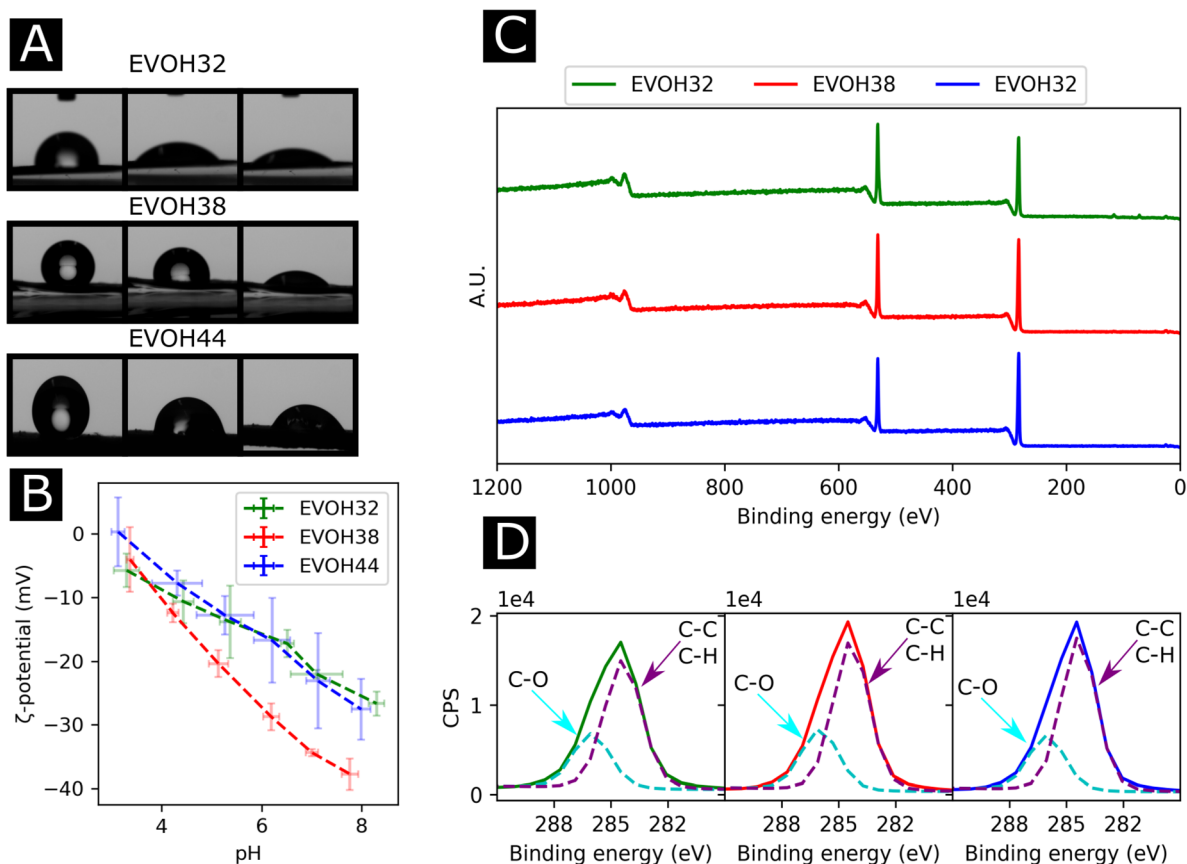 A
EVOH32
EVOH38
EVOH44
B
ζ-potential (mV)
0
−10
−20
−30
−40
EVOH32
EVOH38
EVOH44
4 6 8
pH
C
EVOH32 EVOH38 EVOH32
A.U.
1200 1000 800 600 400 200 0
Binding energy (eV)
D
1e4 1e4 1e4
CPS
2
1
0
C–O
C–C
C–H
C–O
C–C
C–H
C–O
C–C
C–H
288 285 282 288 285 282 288 285 282
Binding energy (eV) Binding energy (eV) Binding energy (eV)